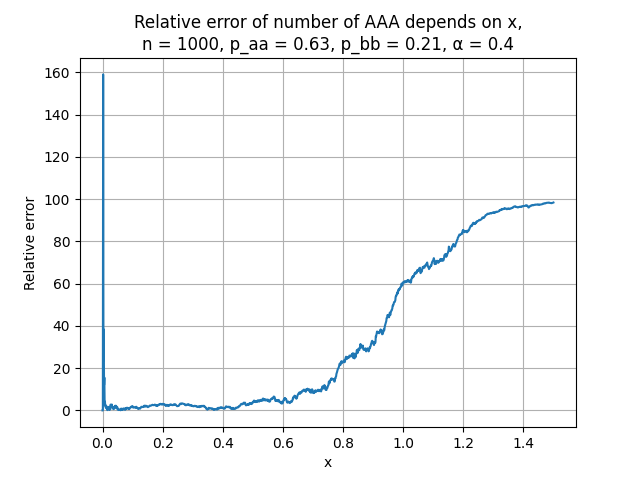 Relative error of number of AAA depends on x,
n = 1000, p_aa = 0.63, p_bb = 0.21, α = 0.4
160
140
120
100
80
60
40
20
0
Relative error
0.0 0.2 0.4 0.6 0.8 1.0 1.2 1.4
x